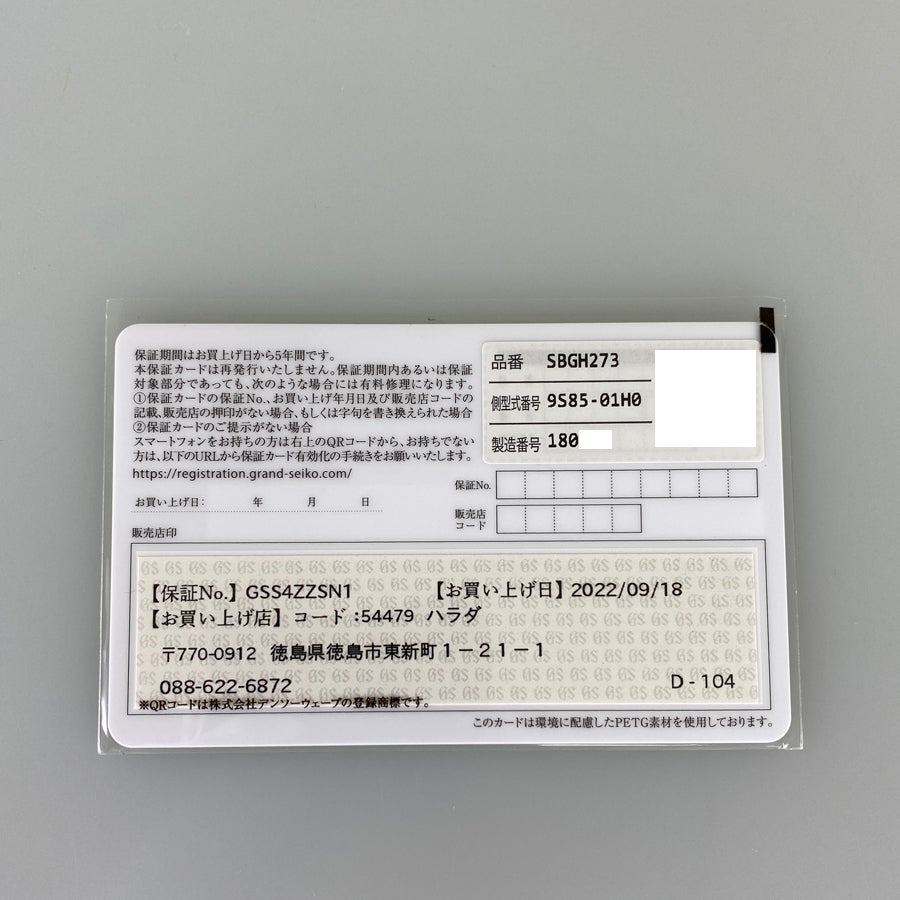 保証期間はお買上げ日から5年間です。
本保証カードは再発行いたしません。保証期間内あるいは保証
対象部分であっても、次のような場合には有料修理になります。
①保証カードの保証No.、お買い上げ年月日及び販売店コードの
記載、販売店の押印がない場合、もしくは字句を書き換えられた場合
②保証カードのご提示がない場合
スマートフォンをお持ちの方は右上のQRコードから、お持ちでない
方は、以下のURLから保証カード有効化の手続きをお願いいたします。
https://registration.grand-seiko.com/
お買い上げ日: 年 月 日
販売店印
品番 SBGH273
側型式番号 9S85-01H0
製造番号 180
保証No.
販売店
コード
【保証No.】GSS4ZZSN1 【お買い上げ日】2022/09/18
【お買い上げ店】コード:54479 ハラダ
〒770-0912 徳島県徳島市東新町1-21-1
088-622-6872 D-104
※QRコードは株式会社デンソーウェーブの登録商標です。
このカードは環境に配慮したPETG素材を使用しております。